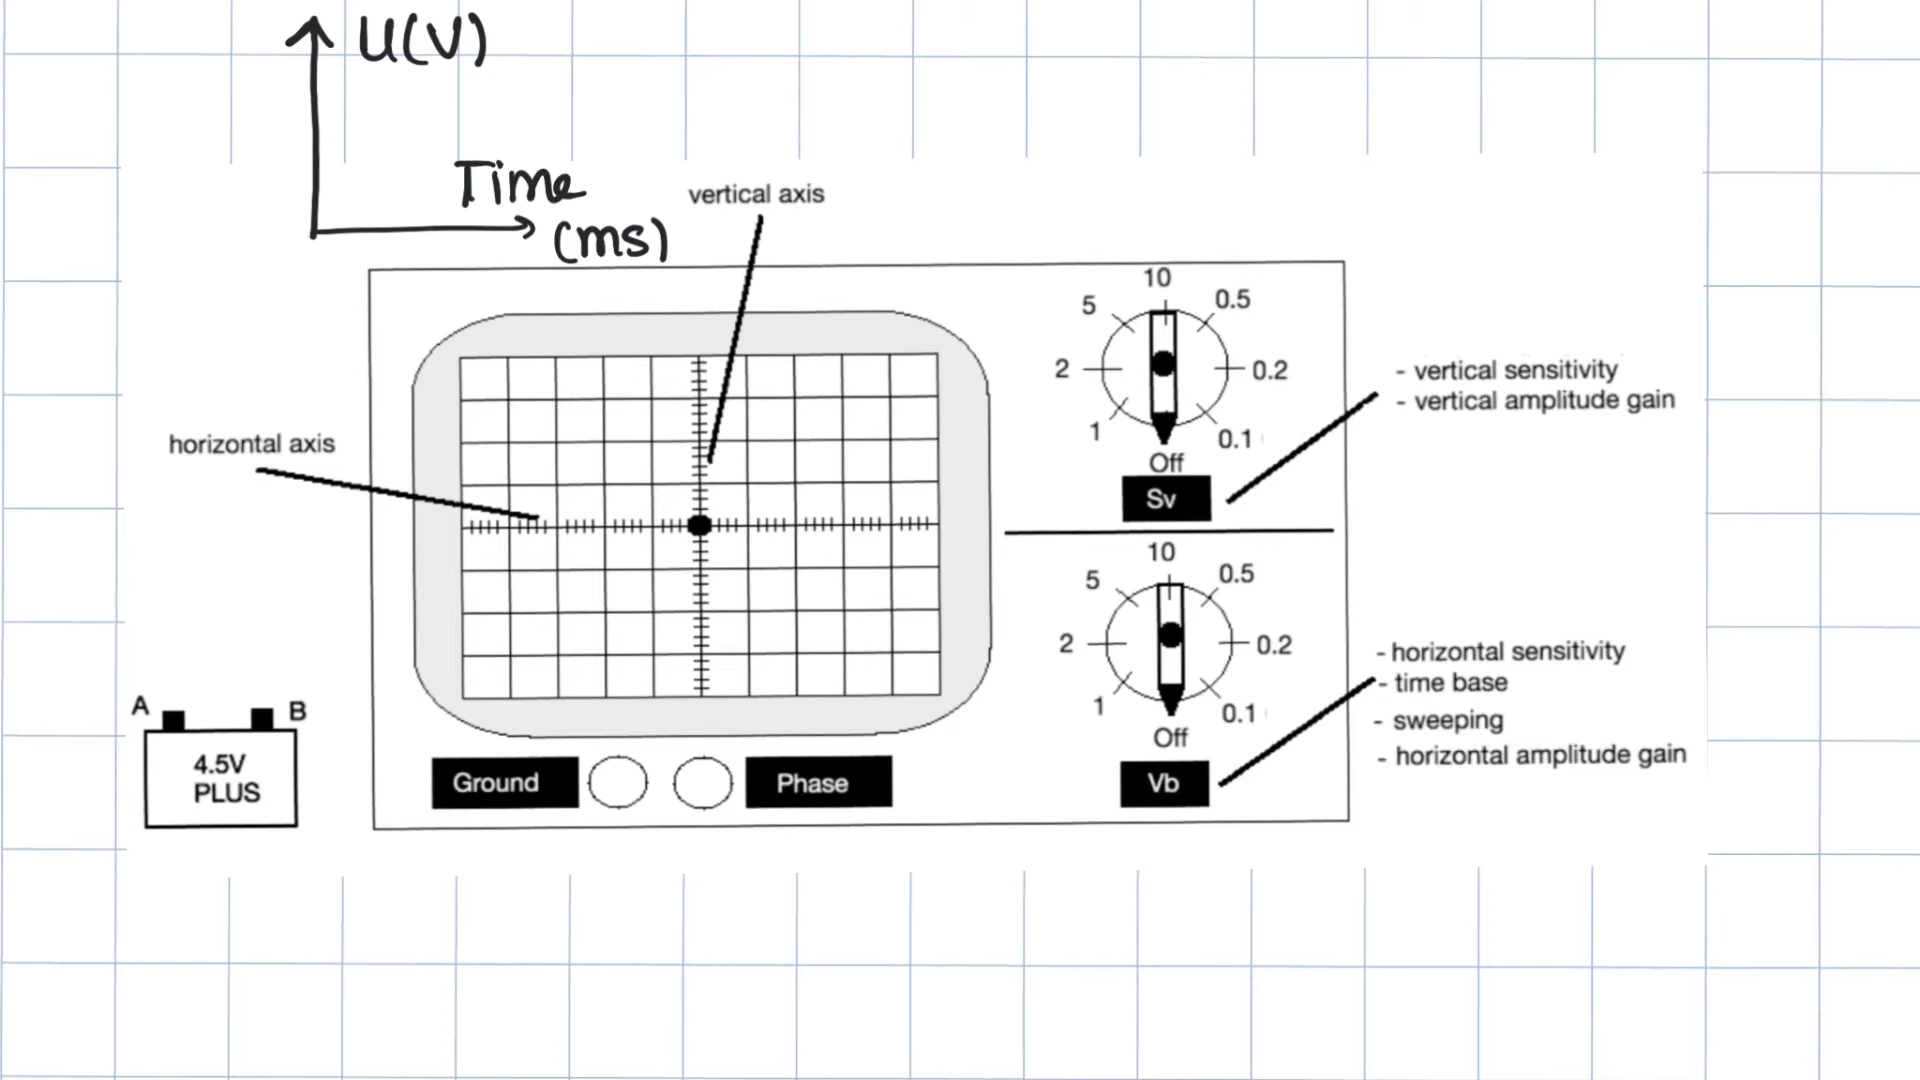 U(V)
Time
(ms)
vertical axis
horizontal axis
10
5
0.5
2
0.2
1
0.1
Off
Sv
- vertical sensitivity
- vertical amplitude gain
10
5
0.5
2
0.2
1
0.1
Off
Vb
- horizontal sensitivity
- time base
- sweeping
- horizontal amplitude gain
A
B
4.5V
PLUS
Ground
Phase